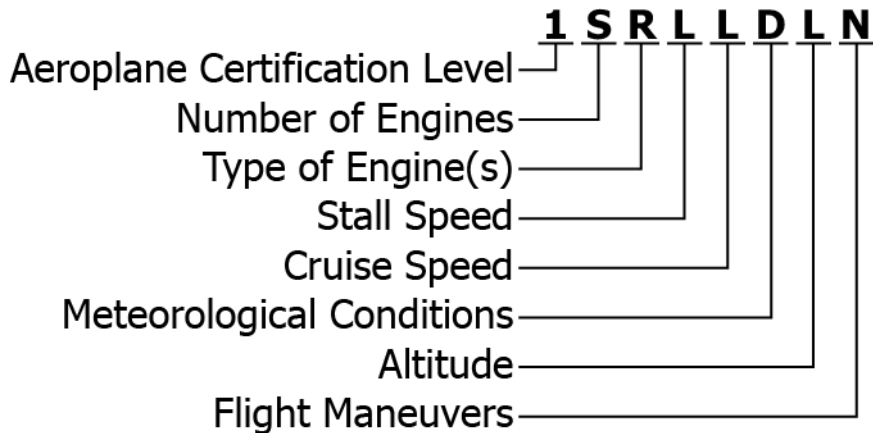 1 S R L L D L N
Aeroplane Certification Level
Number of Engines
Type of Engine(s)
Stall Speed
Cruise Speed
Meteorological Conditions
Altitude
Flight Maneuvers